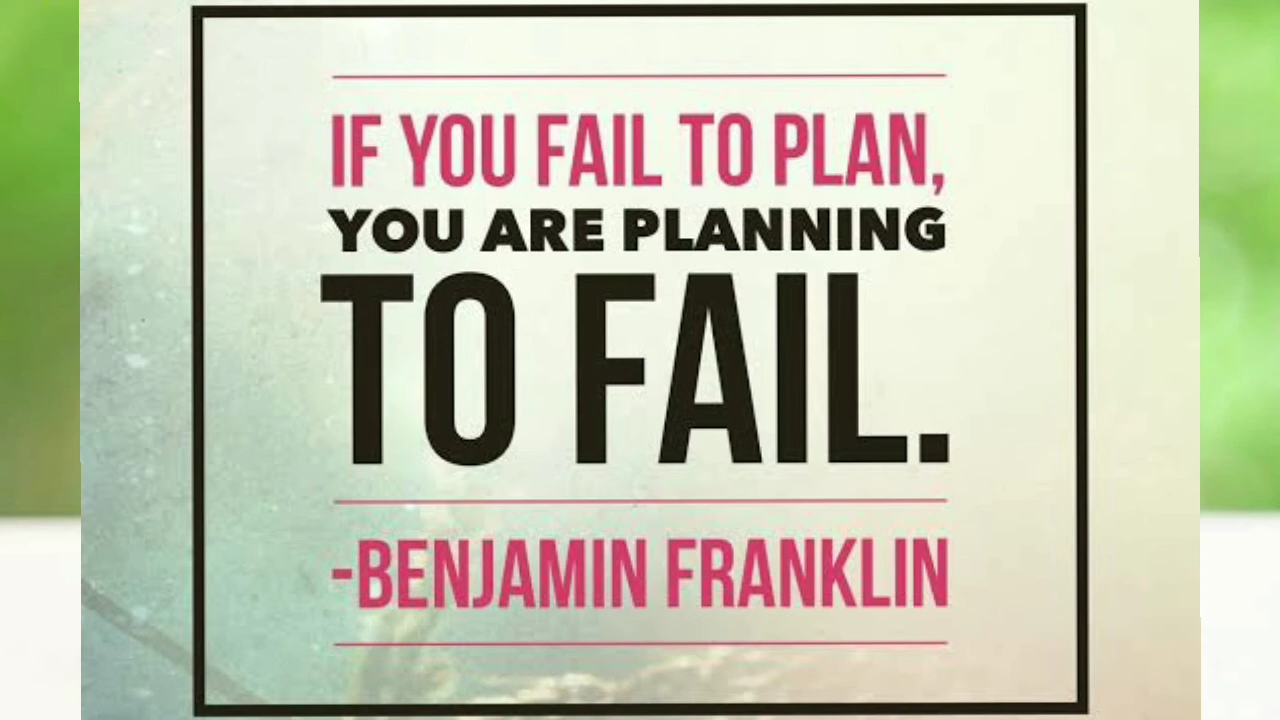 IF YOU FAIL TO PLAN,
YOU ARE PLANNING
TO FAIL.
-BENJAMIN FRANKLIN